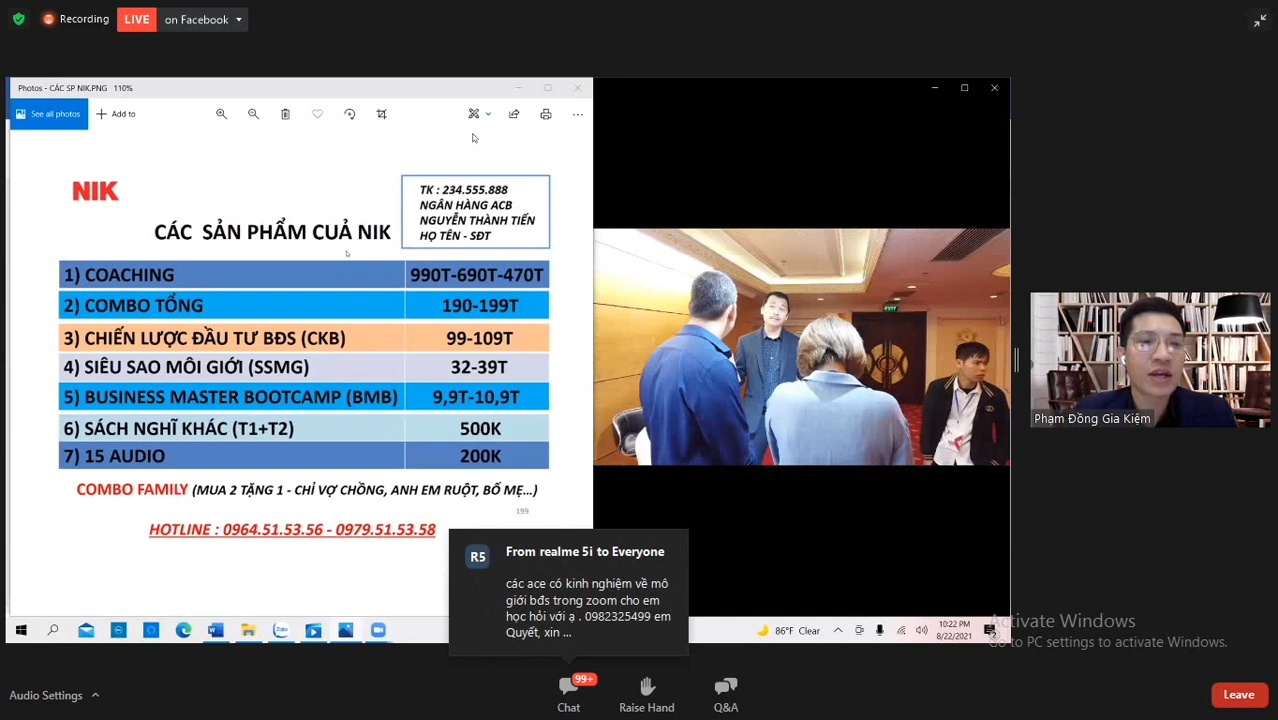 Recording
LIVE
on Facebook
Photos - CÁC SP NIK.PNG 110%
See all photos
Add to
NIK
TK : 234.555.888
NGÂN HÀNG ACB
NGUYỄN THÀNH TIẾN
HỌ TÊN - SĐT
CÁC SẢN PHẨM CUẢ NIK
1) COACHING 990T-690T-470T
2) COMBO TỔNG 190-199T
3) CHIẾN LƯỢC ĐẦU TƯ BĐS (CKB) 99-109T
4) SIÊU SAO MÔI GIỚI (SSMG) 32-39T
5) BUSINESS MASTER BOOTCAMP (BMB) 9,9T-10,9T
6) SÁCH NGHĨ KHÁC (T1+T2) 500K
7) 15 AUDIO 200K
COMBO FAMILY (MUA 2 TẶNG 1 - CHỈ VỢ CHỒNG, ANH EM RUỘT, BỐ MẸ...)
199
HOTLINE : 0964.51.53.56 - 0979.51.53.58
EXIT
Phạm Đồng Gia Kiệm
R5
From realme 5i to Everyone
các ace có kinh nghiệm về mô
giới bđs trong zoom cho em
học hỏi với ạ . 0982325499 em
Quyết, xin ...
Zalo
86°F Clear
10:22 PM
8/22/2021
Activate Windows
Go to PC settings to activate Windows.
Audio Settings
99+
Chat
Raise Hand
Q&A
Leave